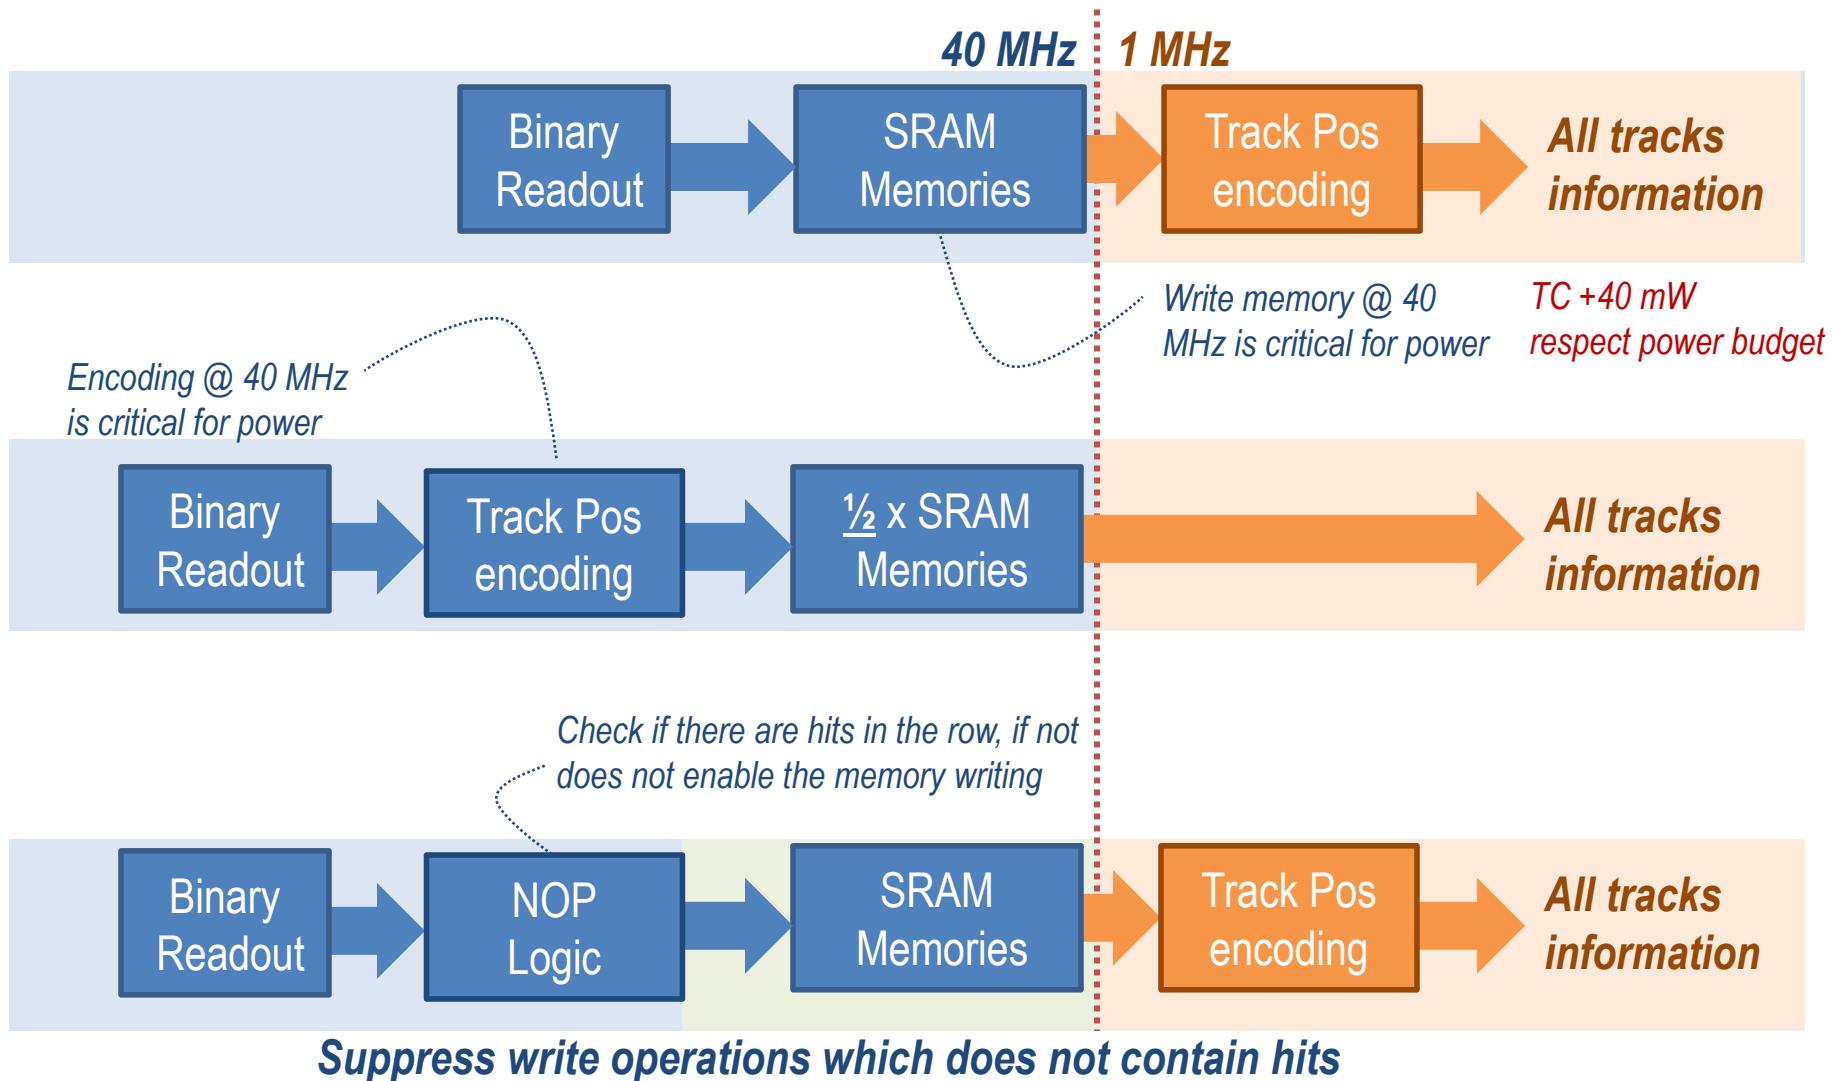 40 MHz
1 MHz
Binary
Readout
SRAM
Memories
Track Pos
encoding
All tracks
information
Write memory @ 40
MHz is critical for power
TC +40 mW
respect power budget
Encoding @ 40 MHz
is critical for power
Binary
Readout
Track Pos
encoding
½ x SRAM
Memories
All tracks
information
Check if there are hits in the row, if not
does not enable the memory writing
Binary
Readout
NOP
Logic
SRAM
Memories
Track Pos
encoding
All tracks
information
Suppress write operations which does not contain hits